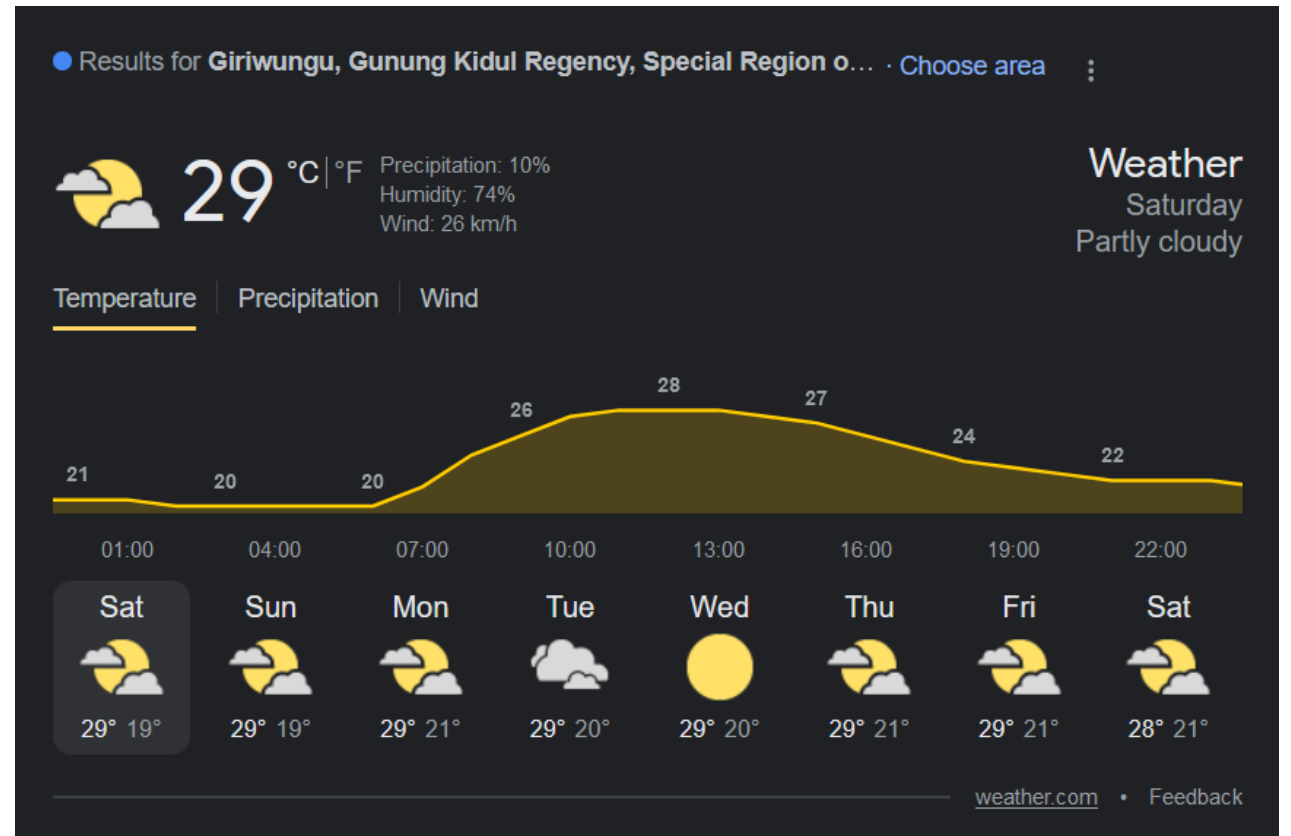 Results for Giriwungu, Gunung Kidul Regency, Special Region o... · Choose area
29 °C | °F
Precipitation: 10%
Humidity: 74%
Wind: 26 km/h
Weather
Saturday
Partly cloudy
Temperature | Precipitation | Wind
21 20 20 26 28 27 24 22
01:00 04:00 07:00 10:00 13:00 16:00 19:00 22:00
Sat Sun Mon Tue Wed Thu Fri Sat
29° 19° 29° 19° 29° 21° 29° 20° 29° 20° 29° 21° 29° 21° 28° 21°
weather.com • Feedback